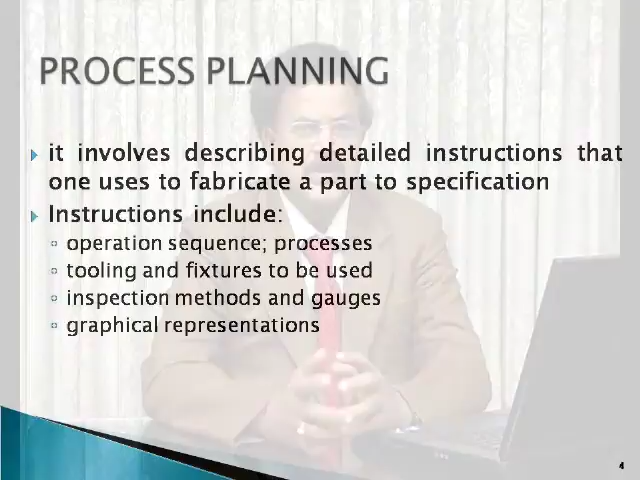 PROCESS PLANNING
it involves describing detailed instructions that
one uses to fabricate a part to specification
Instructions include:
operation sequence; processes
tooling and fixtures to be used
inspection methods and gauges
graphical representations
4